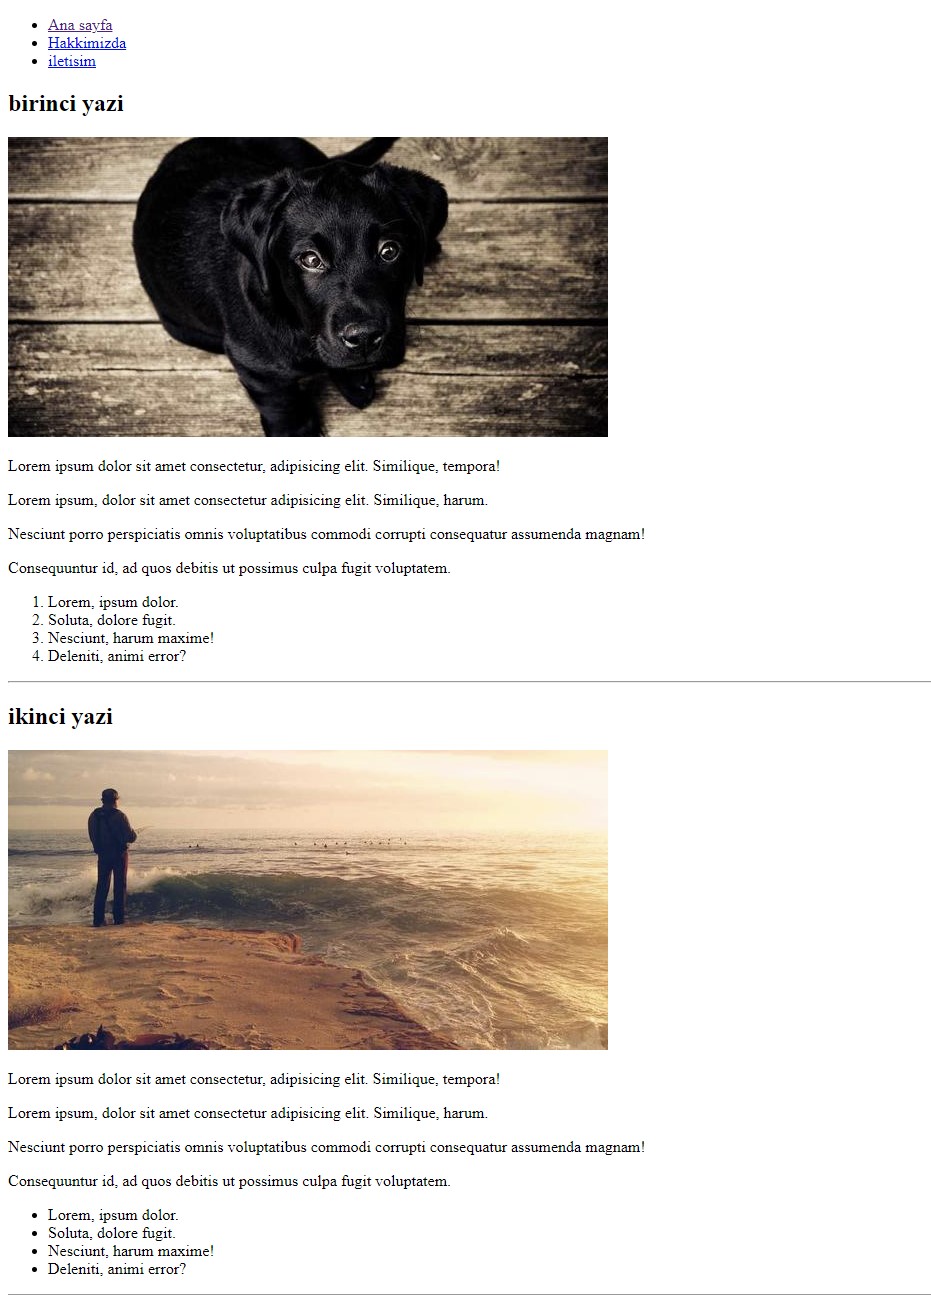 Ana sayfa
Hakkimizda
iletisim
birinci yazi
Lorem ipsum dolor sit amet consectetur, adipisicing elit. Similique, tempora!
Lorem ipsum, dolor sit amet consectetur adipisicing elit. Similique, harum.
Nesciunt porro perspiciatis omnis voluptatibus commodi corrupti consequatur assumenda magnam!
Consequuntur id, ad quos debitis ut possimus culpa fugit voluptatem.
1. Lorem, ipsum dolor.
2. Soluta, dolore fugit.
3. Nesciunt, harum maxime!
4. Deleniti, animi error?
ikinci yazi
Lorem ipsum dolor sit amet consectetur, adipisicing elit. Similique, tempora!
Lorem ipsum, dolor sit amet consectetur adipisicing elit. Similique, harum.
Nesciunt porro perspiciatis omnis voluptatibus commodi corrupti consequatur assumenda magnam!
Consequuntur id, ad quos debitis ut possimus culpa fugit voluptatem.
Lorem, ipsum dolor.
Soluta, dolore fugit.
Nesciunt, harum maxime!
Deleniti, animi error?